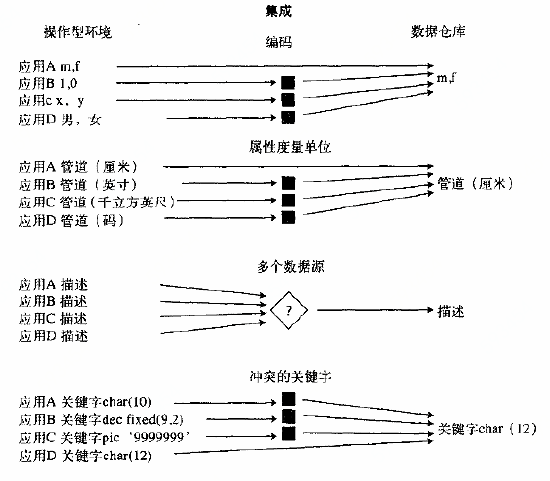 集成
操作型环境 编码 数据仓库
应用A m,f
应用B 1,0
应用c x，y
应用D 男，女
m,f
属性度量单位
应用A 管道（厘米）
应用B 管道（英寸）
应用C 管道（千立方英尺）
应用D 管道（码）
管道（厘米）
多个数据源
应用A 描述
应用B 描述
应用C 描述
应用D 描述
?
描述
冲突的关键字
应用A 关键字char(10)
应用B 关键字dec fixed(9,2)
应用C 关键字pic ‘9999999’
应用D 关键字char(12)
关键字char（12）